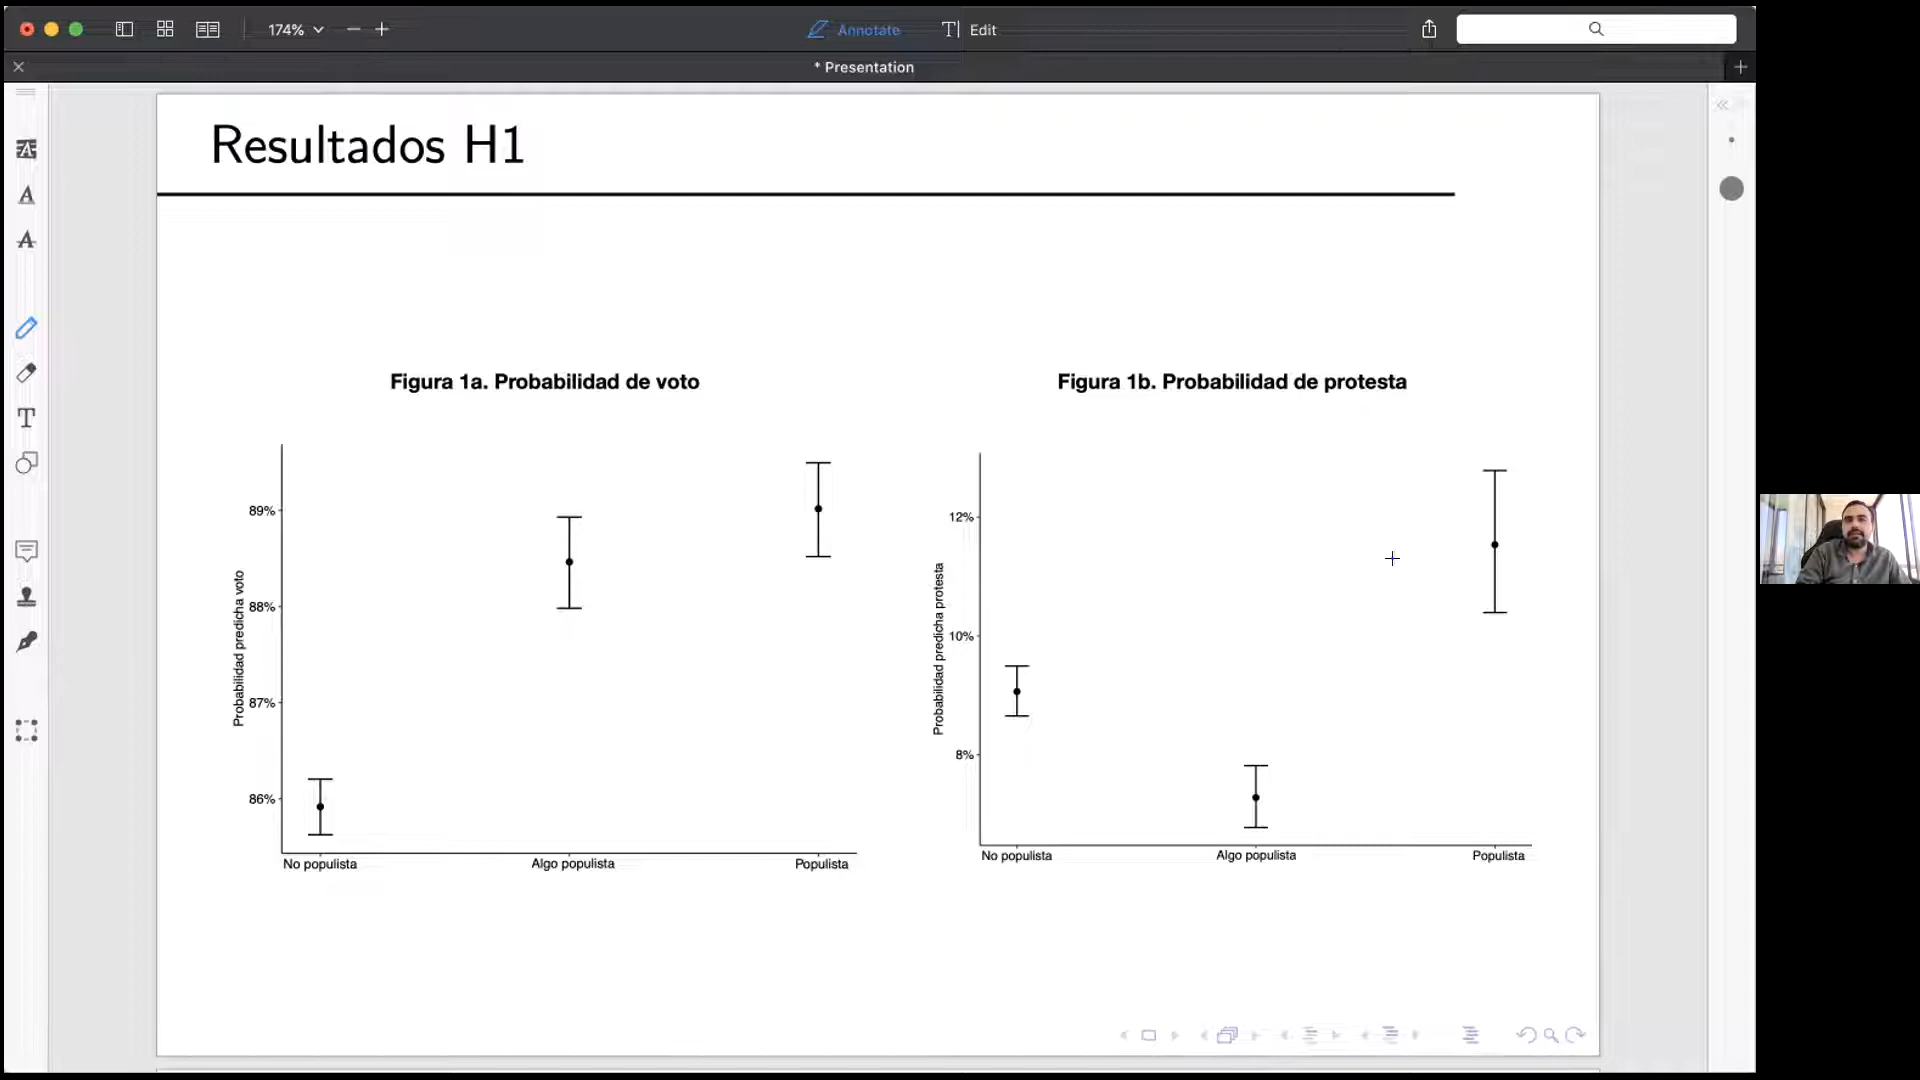 174%
Annotate
Edit
* Presentation
Resultados H1
Figura 1a. Probabilidad de voto
Probabilidad predicha voto
89%
88%
87%
86%
No populista
Algo populista
Populista
Figura 1b. Probabilidad de protesta
Probabilidad predicha protesta
12%
10%
8%
No populista
Algo populista
Populista